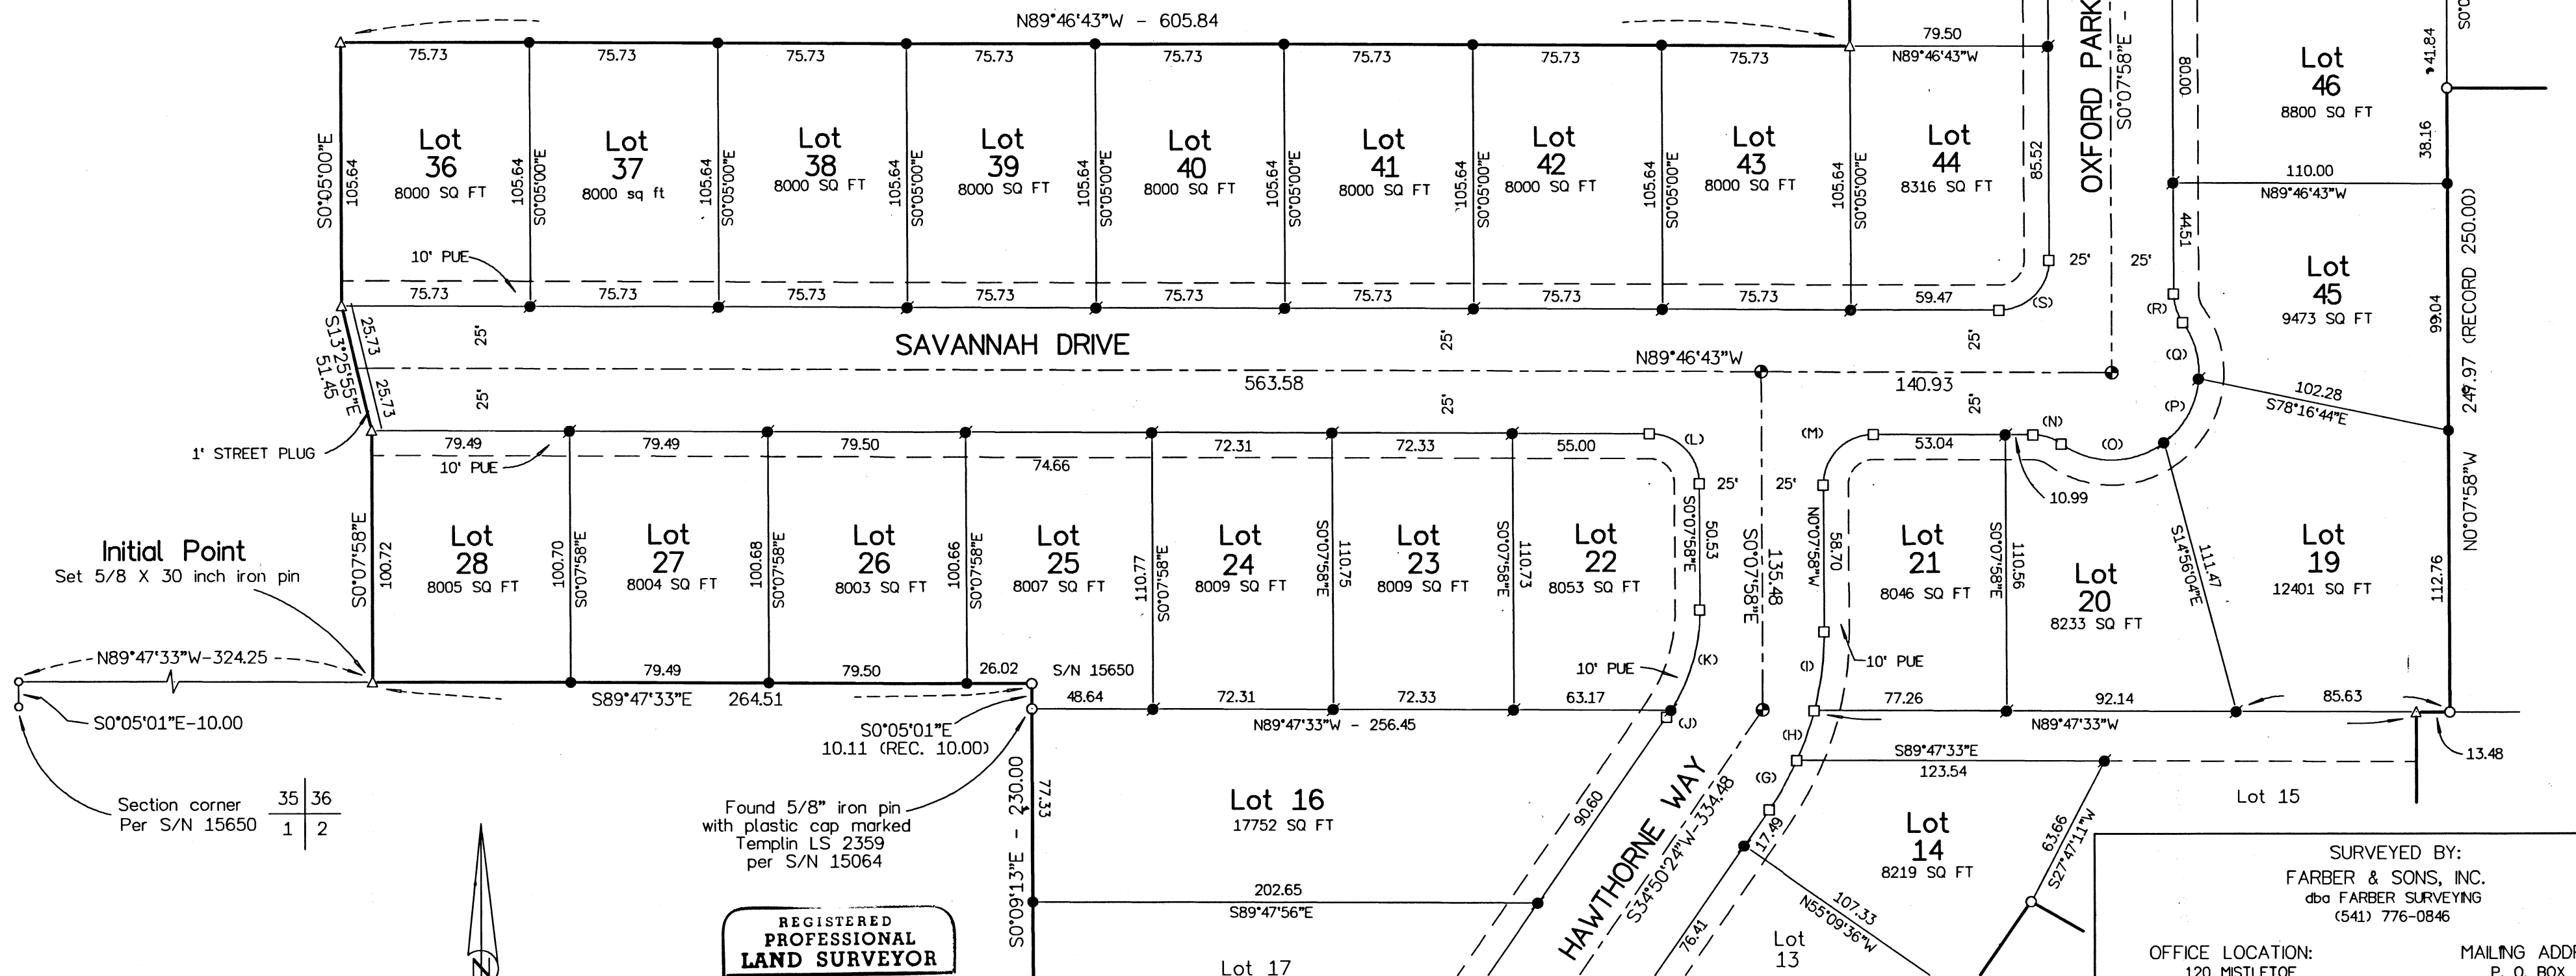 N89°46'43"W - 605.84
75.73
75.73
75.73
75.73
75.73
75.73
75.73
75.73
79.50
N89°46'43"W
OXFORD PARK
S0°07'58"E -
80.00
41.84
38.16
Lot
46
8800 SQ FT
S0°05'00"E
105.64
Lot
36
8000 SQ FT
105.64
S0°05'00"E
Lot
37
8000 sq ft
105.64
S0°05'00"E
Lot
38
8000 SQ FT
105.64
S0°05'00"E
Lot
39
8000 SQ FT
105.64
S0°05'00"E
Lot
40
8000 SQ FT
105.64
S0°05'00"E
Lot
41
8000 SQ FT
105.64
S0°05'00"E
Lot
42
8000 SQ FT
105.64
S0°05'00"E
Lot
43
8000 SQ FT
105.64
S0°05'00"E
Lot
44
8316 SQ FT
85.52
110.00
N89°46'43"W
44.51
Lot
45
9473 SQ FT
99.04
247.97 (RECORD 250.00)
10' PUE
75.73
75.73
75.73
75.73
75.73
75.73
75.73
75.73
59.47
(S)
25'
25'
(R)
(Q)
(P)
25.73
25.73
S13°25'55"E
51.45
25'
25'
SAVANNAH DRIVE
563.58
25'
25'
N89°46'43"W
140.93
25'
25'
102.28
S78°16'44"E
1' STREET PLUG
79.49
10' PUE
79.49
79.50
74.66
72.31
72.33
55.00
(L)
(M)
53.04
(N)
(O)
10.99
25'
25'
N0°07'58"W
S0°07'58"E
100.72
Lot
28
8005 SQ FT
100.70
S0°07'58"E
Lot
27
8004 SQ FT
100.68
S0°07'58"E
Lot
26
8003 SQ FT
100.66
S0°07'58"E
Lot
25
8007 SQ FT
110.77
S0°07'58"E
Lot
24
8009 SQ FT
S0°07'58"E
110.75
Lot
23
8009 SQ FT
S0°07'58"E
110.73
Lot
22
8053 SQ FT
S0°07'58"E
50.53
S0°07'58"E
135.48
N0°07'58"W
58.70
Lot
21
8046 SQ FT
S0°07'58"E
110.56
Lot
20
8233 SQ FT
111.47
S14°56'04"E
Lot
19
12401 SQ FT
112.76
Initial Point
Set 5/8 X 30 inch iron pin
N89°47'33"W-324.25
S0°05'01"E-10.00
79.49
79.50
26.02
S/N 15650
S89°47'33"E
264.51
S0°05'01"E
10.11 (REC. 10.00)
48.64
72.31
72.33
63.17
N89°47'33"W - 256.45
10' PUE
(K)
(J)
(I)
10' PUE
77.26
92.14
85.63
N89°47'33"W
13.48
(H)
S89°47'33"E
123.54
(G)
Section corner
Per S/N 15650
35 36
1 2
Found 5/8" iron pin
with plastic cap marked
Templin LS 2359
per S/N 15064
S0°09'13"E - 230.00
77.33
Lot 16
17752 SQ FT
90.60
HAWTHORNE WAY
S34°50'24"W-334.48
17.49
Lot
14
8219 SQ FT
63.66
S27°47'11"W
Lot 15
202.65
S89°47'56"E
76.41
107.33
N55°09'36"W
Lot
13
Lot 17
N
REGISTERED
PROFESSIONAL
LAND SURVEYOR
SURVEYED BY:
FARBER & SONS, INC.
dba FARBER SURVEYING
(541) 776-0846
OFFICE LOCATION:
120 MISTLETOE
MAILING ADD
P. O. BOX